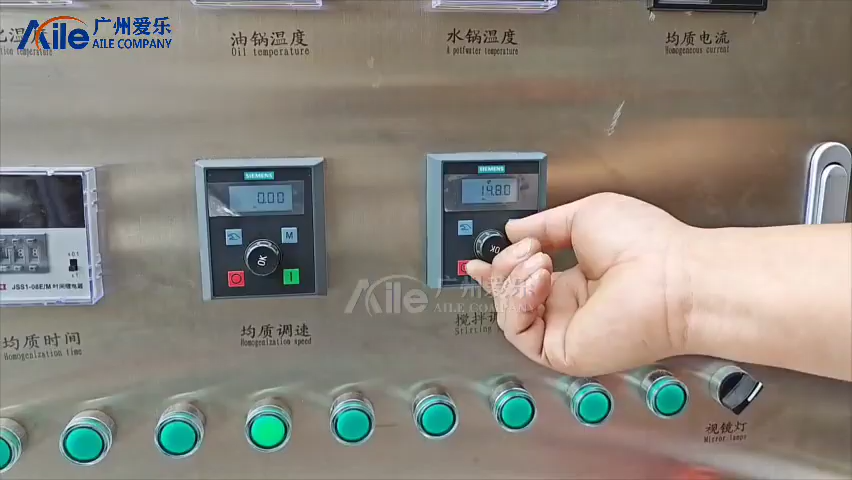 Aile 广州爱乐
AILE COMPANY
油锅温度
Oil temperature
水锅温度
A potwater temperature
均质电流
Homogeneous current
SIEMENS
0.00
M
OK
SIEMENS
14.80
OK
JSS1-08E/M 时间继电器
Aile 广州爱乐
AILE COMPANY
均质时间
Homogenization time
均质调速
Homogenization speed
搅拌调
Stirring
视镜灯
Mirror lamp